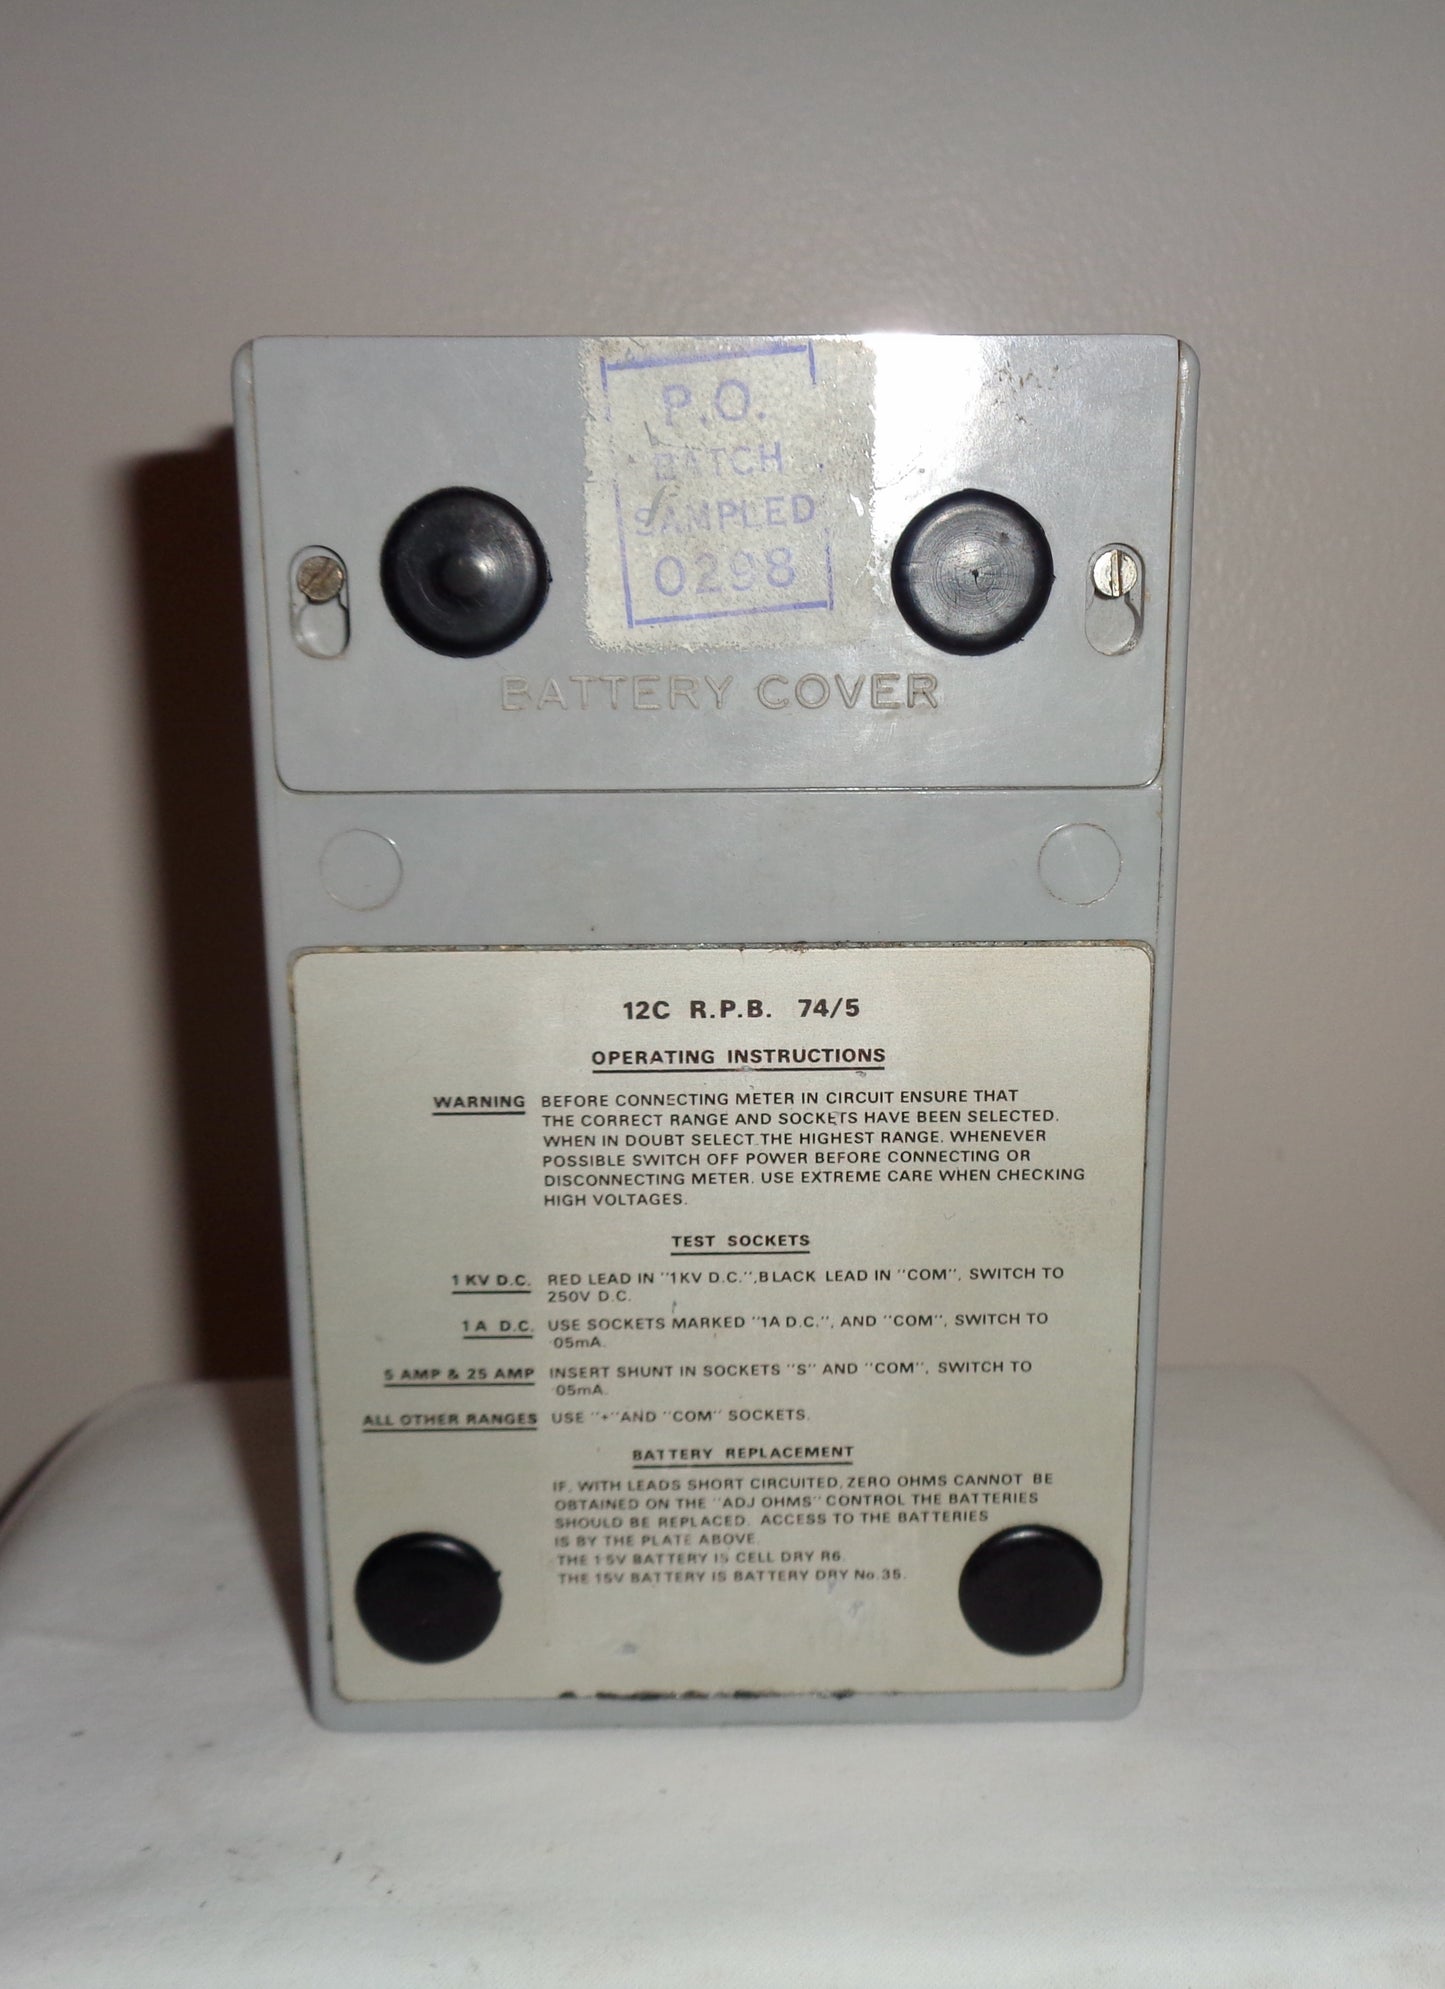 P.O.
BATCH
SAMPLED
0298
BATTERY COVER
12C R.P.B. 74/5
OPERATING INSTRUCTIONS
WARNING BEFORE CONNECTING METER IN CIRCUIT ENSURE THAT
THE CORRECT RANGE AND SOCKETS HAVE BEEN SELECTED.
WHEN IN DOUBT SELECT THE HIGHEST RANGE. WHENEVER
POSSIBLE SWITCH OFF POWER BEFORE CONNECTING OR
DISCONNECTING METER. USE EXTREME CARE WHEN CHECKING
HIGH VOLTAGES.
TEST SOCKETS
1 KV D.C. RED LEAD IN "1KV D.C.", BLACK LEAD IN "COM", SWITCH TO
250V D.C.
1 A D.C. USE SOCKETS MARKED "1A D.C.", AND "COM", SWITCH TO
·05mA.
5 AMP & 25 AMP INSERT SHUNT IN SOCKETS "S" AND "COM", SWITCH TO
·05mA.
ALL OTHER RANGES USE "+" AND "COM" SOCKETS.
BATTERY REPLACEMENT
IF, WITH LEADS SHORT CIRCUITED, ZERO OHMS CANNOT BE
OBTAINED ON THE "ADJ OHMS" CONTROL THE BATTERIES
SHOULD BE REPLACED. ACCESS TO THE BATTERIES
IS BY THE PLATE ABOVE.
THE 1·5V BATTERY IS CELL DRY R6.
THE 15V BATTERY IS BATTERY DRY No.35.